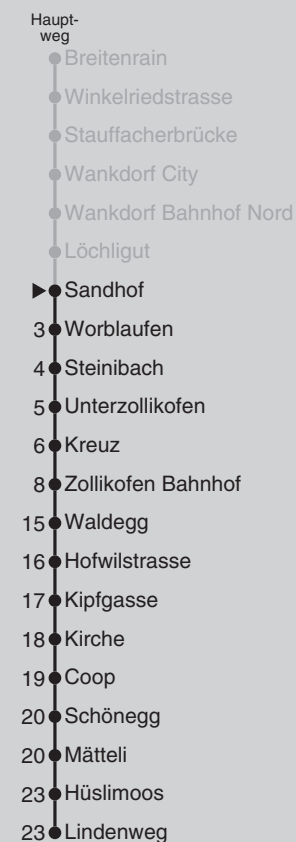 Haupt-
weg
Breitenrain
Winkelriedstrasse
Stauffacherbrücke
Wankdorf City
Wankdorf Bahnhof Nord
Löchligut
Sandhof
3 Worblaufen
4 Steinibach
5 Unterzollikofen
6 Kreuz
8 Zollikofen Bahnhof
15 Waldegg
16 Hofwilstrasse
17 Kipfgasse
18 Kirche
19 Coop
20 Schönegg
20 Mätteli
23 Hüslimoos
23 Lindenweg